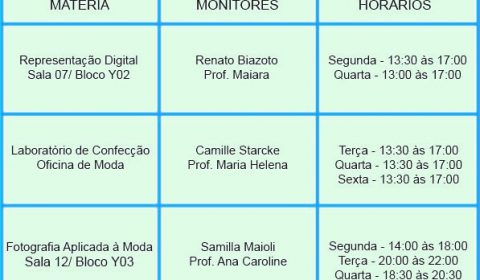 MATÉRIA MONITORES HORÁRIOS
Representação Digital
Sala 07/ Bloco Y02
Renato Biazoto
Prof. Maiara
Segunda - 13:30 às 17:00
Quarta - 13:00 às 17:00
Laboratório de Confecção
Oficina de Moda
Camille Starcke
Prof. Maria Helena
Terça - 13:30 às 17:00
Quarta - 13:30 às 17:00
Sexta - 13:30 às 17:00
Fotografia Aplicada à Moda
Sala 12/ Bloco Y03
Samilla Maioli
Prof. Ana Caroline
Segunda - 14:00 às 18:00
Terça - 20:00 às 22:00
Quarta - 18:30 às 20:30